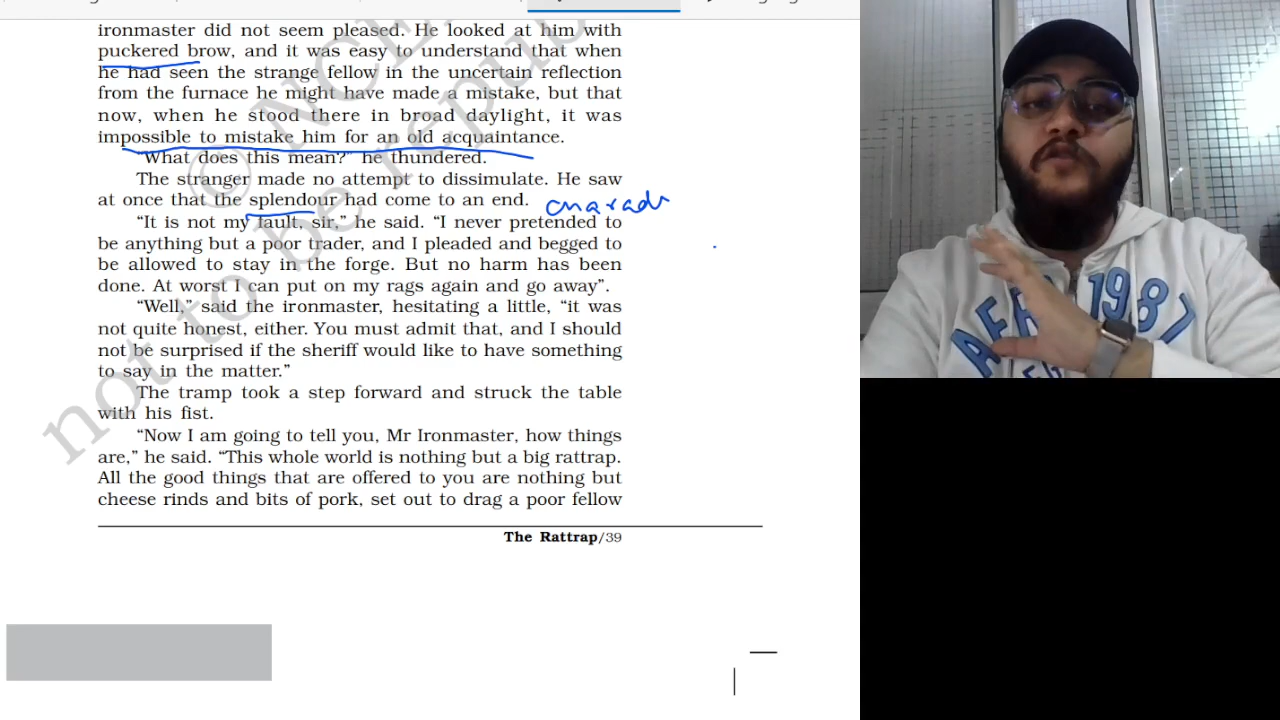 ironmaster did not seem pleased. He looked at him with
puckered brow, and it was easy to understand that when
he had seen the strange fellow in the uncertain reflection
from the furnace he might have made a mistake, but that
now, when he stood there in broad daylight, it was
impossible to mistake him for an old acquaintance.
“What does this mean?” he thundered.
The stranger made no attempt to dissimulate. He saw
at once that the splendour had come to an end.
charade
“It is not my fault, sir,” he said. “I never pretended to
be anything but a poor trader, and I pleaded and begged to
be allowed to stay in the forge. But no harm has been
done. At worst I can put on my rags again and go away”.
“Well,” said the ironmaster, hesitating a little, “it was
not quite honest, either. You must admit that, and I should
not be surprised if the sheriff would like to have something
to say in the matter.”
The tramp took a step forward and struck the table
with his fist.
“Now I am going to tell you, Mr Ironmaster, how things
are,” he said. “This whole world is nothing but a big rattrap.
All the good things that are offered to you are nothing but
cheese rinds and bits of pork, set out to drag a poor fellow
The Rattrap/39
not to be repu
© NCE
1987